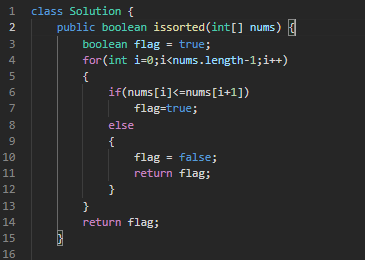 1 class Solution {
2     public boolean issorted(int[] nums) {
3         boolean flag = true;
4         for(int i=0;i<nums.length-1;i++)
5         {
6             if(nums[i]<=nums[i+1])
7                 flag=true;
8             else
9             {
10                 flag = false;
11                 return flag;
12             }
13         }
14         return flag;
15     }
16